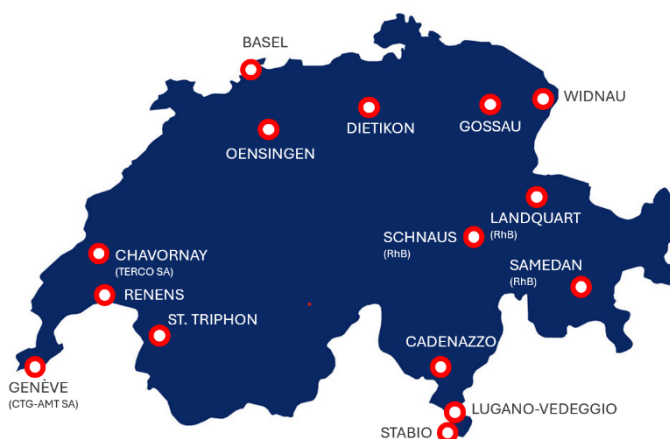 BASEL
WIDNAU
DIETIKON
GOSSAU
OENSINGEN
LANDQUART
(RhB)
SCHNAUS
(RhB)
CHAVORNAY
(TERCO SA)
SAMEDAN
(RhB)
RENENS
ST. TRIPHON
CADENAZZO
GENÈVE
(CTG-AMT SA)
LUGANO-VEDEGGIO
STABIO